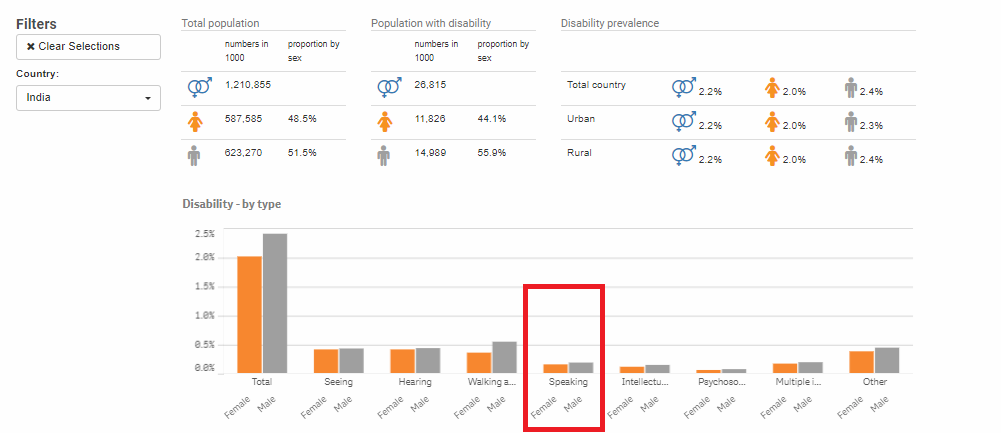 Filters
✖ Clear Selections
Country:
India
Total population
numbers in 1000 proportion by sex
1,210,855
587,585 48.5%
623,270 51.5%
Population with disability
numbers in 1000 proportion by sex
26,815
11,826 44.1%
14,989 55.9%
Disability prevalence
Total country 2.2% 2.0% 2.4%
Urban 2.2% 2.0% 2.3%
Rural 2.2% 2.0% 2.4%
Disability - by type
2.5%
2.0%
1.5%
1.0%
0.5%
0.0%
Total Seeing Hearing Walking a... Speaking Intellectu... Psychoso... Multiple i... Other
Female Male Female Male Female Male Female Male Female Male Female Male Female Male Female Male Female Male